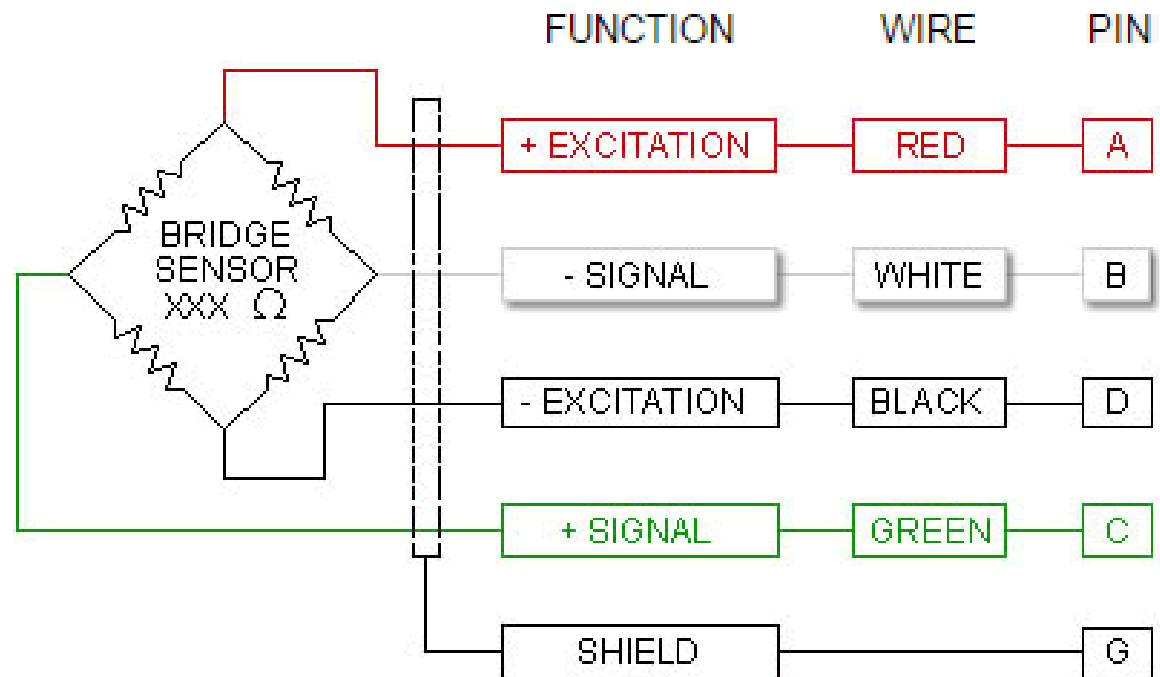 FUNCTION WIRE PIN
+ EXCITATION RED A
BRIDGE
SENSOR
XXX Ω
- SIGNAL WHITE B
- EXCITATION BLACK D
+ SIGNAL GREEN C
SHIELD G